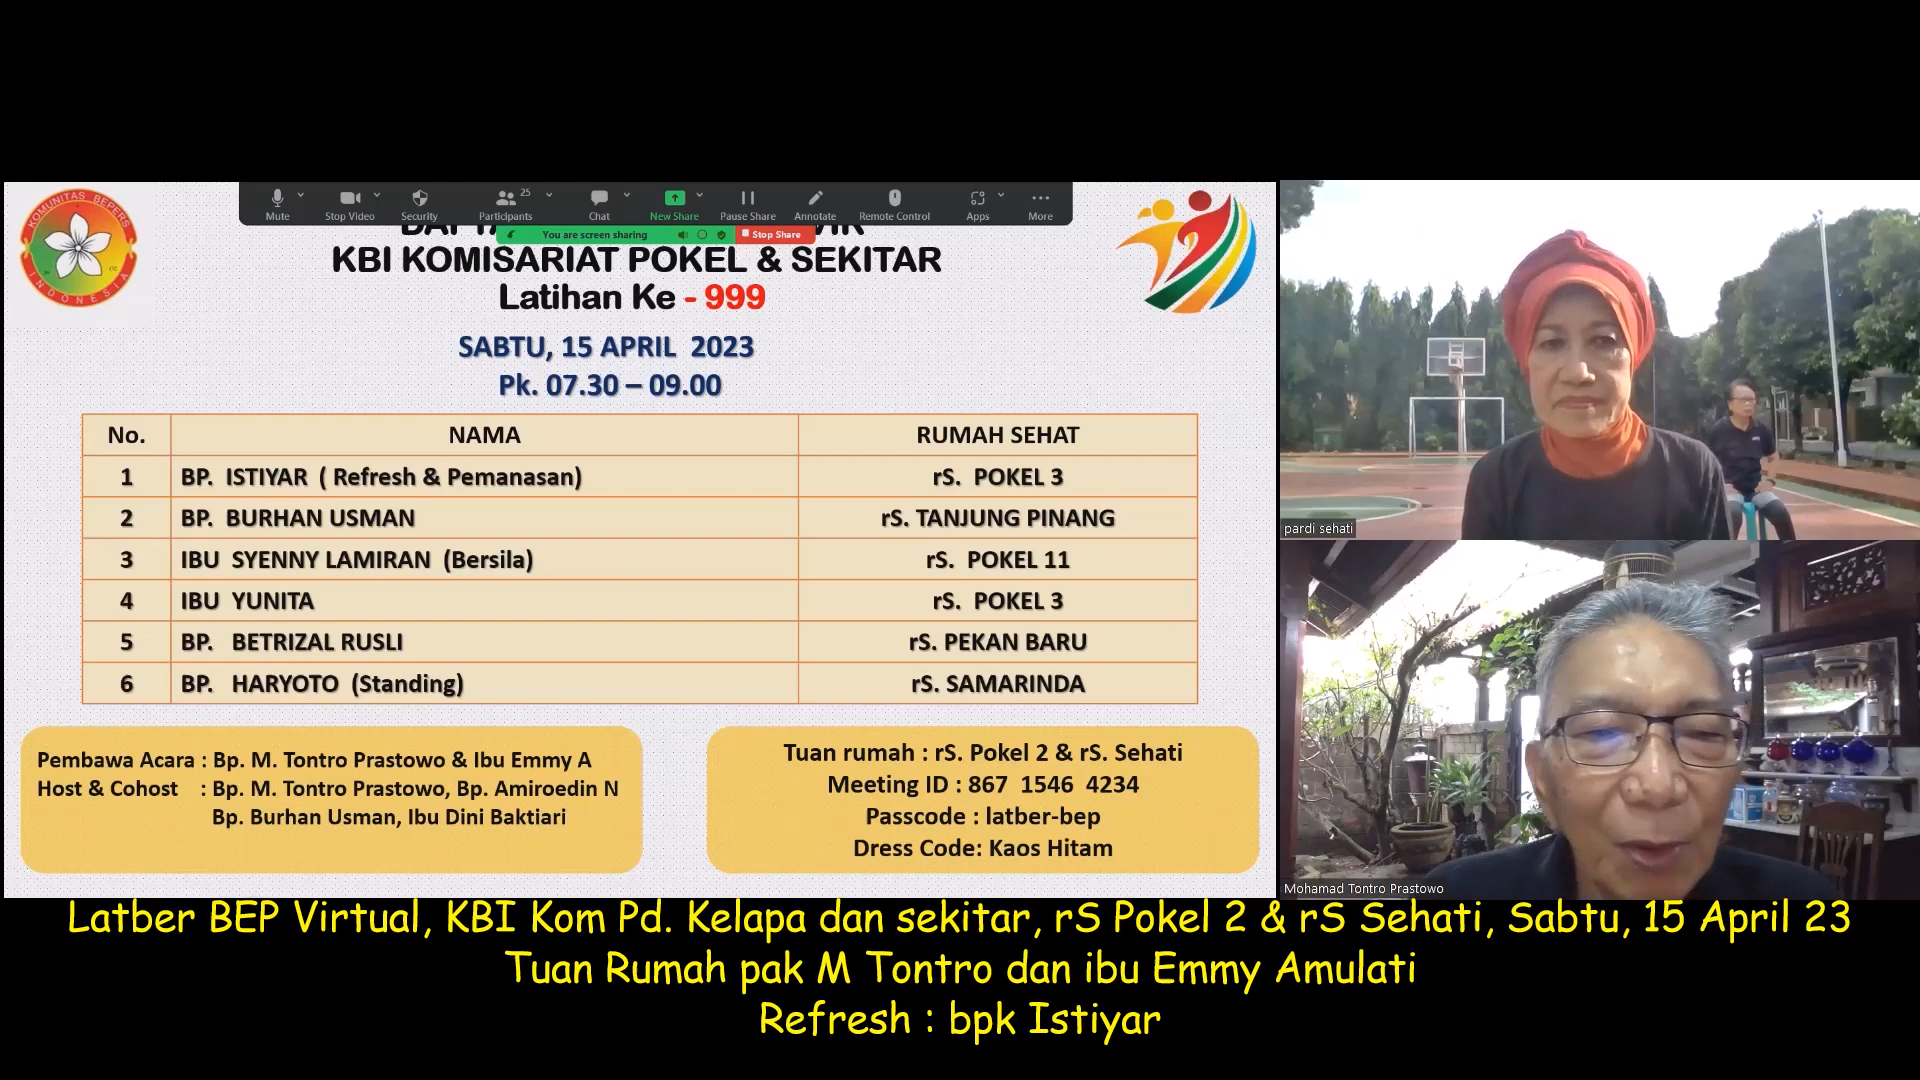 KOMUNITAS BEPERS
INDONESIA
Mute
Stop Video
Security
25
Participants
Chat
New Share
Pause Share
Annotate
Remote Control
Apps
More
You are screen sharing
Stop Share
KBI KOMISARIAT POKEL & SEKITAR
Latihan Ke - 999
SABTU, 15 APRIL 2023
Pk. 07.30 – 09.00
No. NAMA RUMAH SEHAT
1 BP. ISTIYAR ( Refresh & Pemanasan) rS. POKEL 3
2 BP. BURHAN USMAN rS. TANJUNG PINANG
3 IBU SYENNY LAMIRAN (Bersila) rS. POKEL 11
4 IBU YUNITA rS. POKEL 3
5 BP. BETRIZAL RUSLI rS. PEKAN BARU
6 BP. HARYOTO (Standing) rS. SAMARINDA
Pembawa Acara : Bp. M. Tontro Prastowo & Ibu Emmy A
Host & Cohost : Bp. M. Tontro Prastowo, Bp. Amiroedin N
Bp. Burhan Usman, Ibu Dini Baktiari
Tuan rumah : rS. Pokel 2 & rS. Sehati
Meeting ID : 867 1546 4234
Passcode : latber-bep
Dress Code: Kaos Hitam
pardi sehati
Mohamad Tontro Prastowo
Latber BEP Virtual, KBI Kom Pd. Kelapa dan sekitar, rS Pokel 2 & rS Sehati, Sabtu, 15 April 23
Tuan Rumah pak M Tontro dan ibu Emmy Amulati
Refresh : bpk Istiyar